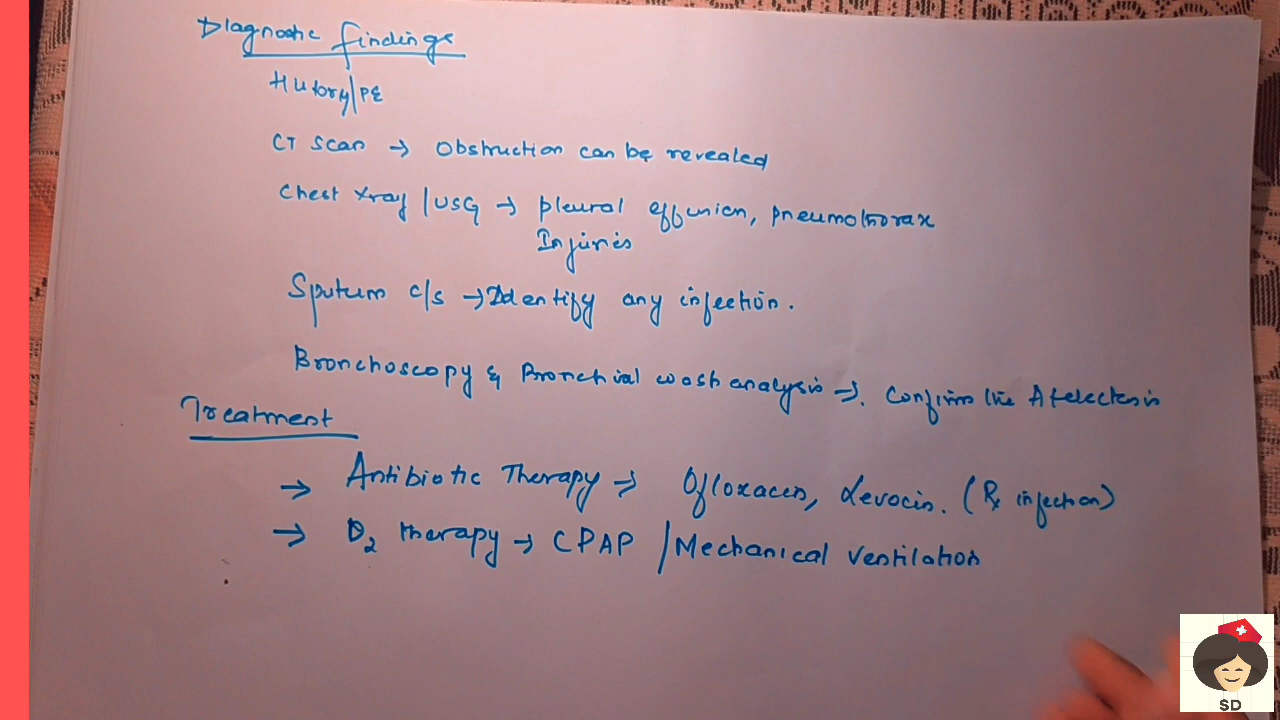 Diagnostic findings
History/PE
CT scan → Obstruction can be revealed
Chest xray /USG → pleural effusion, pneumothorax
Injuries
Sputum c/s → Identify any infection.
Bronchoscopy & Bronchial wash analysis →. Confirm the Atelectasis
Treatment
→ Antibiotic Therapy → Ofloxacin, Levocin. (Rx infection)
→ O2 therapy → CPAP /Mechanical Ventilation
SD